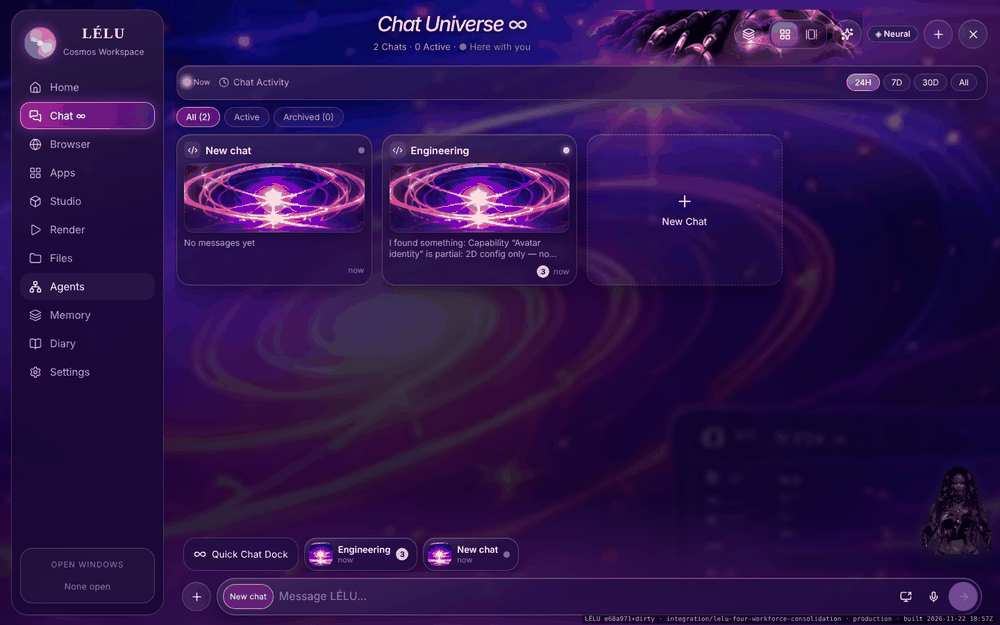 LÉLU
Cosmos Workspace
Home
Chat ∞
Browser
Apps
Studio
Render
Files
Agents
Memory
Diary
Settings
OPEN WINDOWS
None open
Chat Universe ∞
2 Chats · 0 Active · Here with you
Neural
Now
Chat Activity
24H
7D
30D
All
All (2)
Active
Archived (0)
New chat
No messages yet
now
Engineering
I found something: Capability “Avatar
identity” is partial: 2D config only — no…
3 now
New Chat
Quick Chat Dock
Engineering
now
3
New chat
now
New chat
Message LÉLU...
LÉLU e68a971+dirty · integration/lelu-four-workforce-consolidation · production · built 2026-11-22 18:57Z